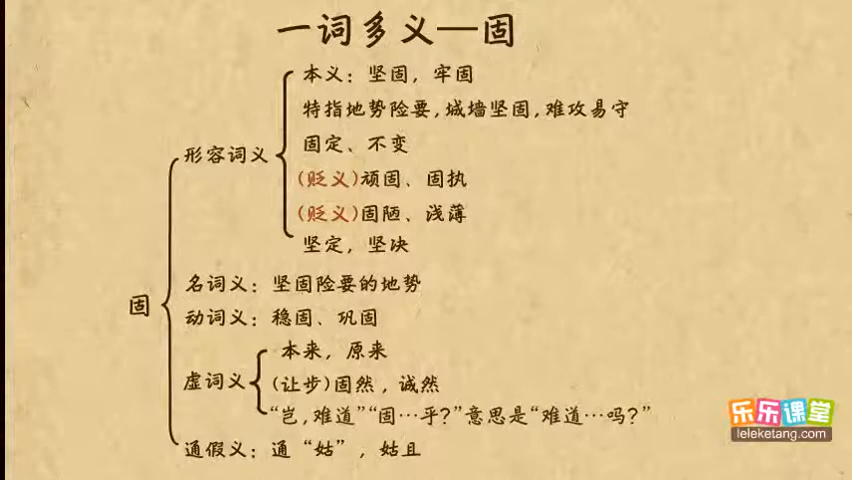 一词多义—固
本义：坚固，牢固
特指地势险要，城墙坚固，难攻易守
固定、不变
形容词义
(贬义)顽固、固执
(贬义)固陋、浅薄
坚定，坚决
名词义：坚固险要的地势
固
动词义：稳固、巩固
本来，原来
虚词义
(让步)固然，诚然
“岂，难道”“固…乎？”意思是“难道…吗？”
通假义：通“姑”，姑且
乐乐课堂
leleketang.com